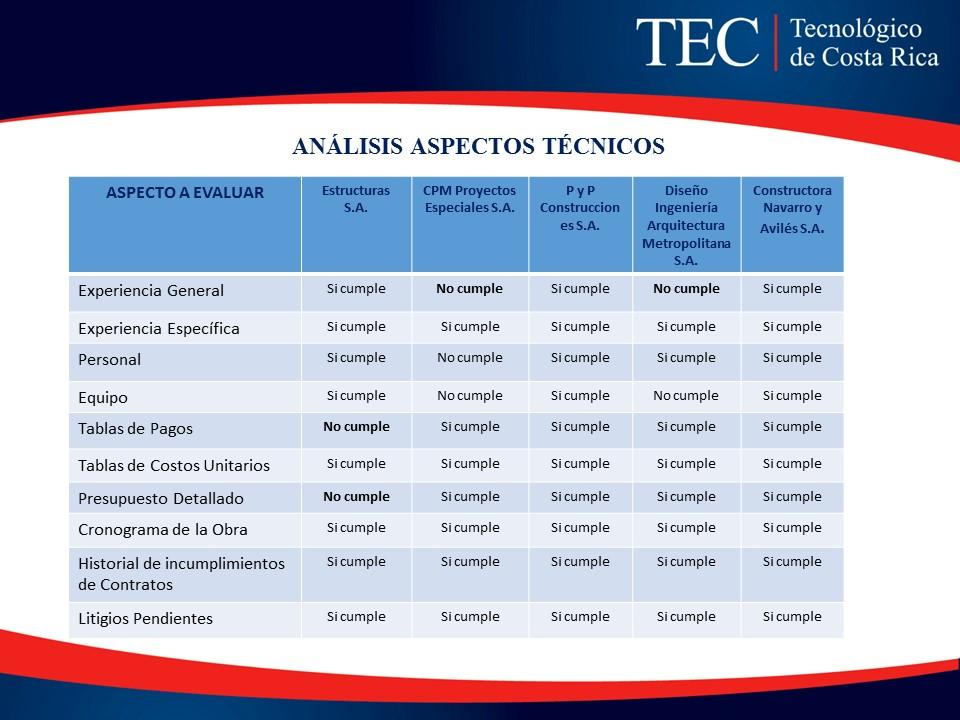 TEC | Tecnológico
de Costa Rica
ANÁLISIS ASPECTOS TÉCNICOS
ASPECTO A EVALUAR
Estructuras
S.A.
CPM Proyectos
Especiales S.A.
P y P
Construccion
es S.A.
Diseño
Ingeniería
Arquitectura
Metropolitana
S.A.
Constructora
Navarro y
Avilés S.A.
Experiencia General Si cumple No cumple Si cumple No cumple Si cumple
Experiencia Específica Si cumple Si cumple Si cumple Si cumple Si cumple
Personal Si cumple No cumple Si cumple Si cumple Si cumple
Equipo Si cumple No cumple Si cumple No cumple Si cumple
Tablas de Pagos No cumple Si cumple Si cumple Si cumple Si cumple
Tablas de Costos Unitarios Si cumple Si cumple Si cumple Si cumple Si cumple
Presupuesto Detallado No cumple Si cumple Si cumple Si cumple Si cumple
Cronograma de la Obra Si cumple Si cumple Si cumple Si cumple Si cumple
Historial de incumplimientos
de Contratos
Si cumple Si cumple Si cumple Si cumple Si cumple
Litigios Pendientes Si cumple Si cumple Si cumple Si cumple Si cumple